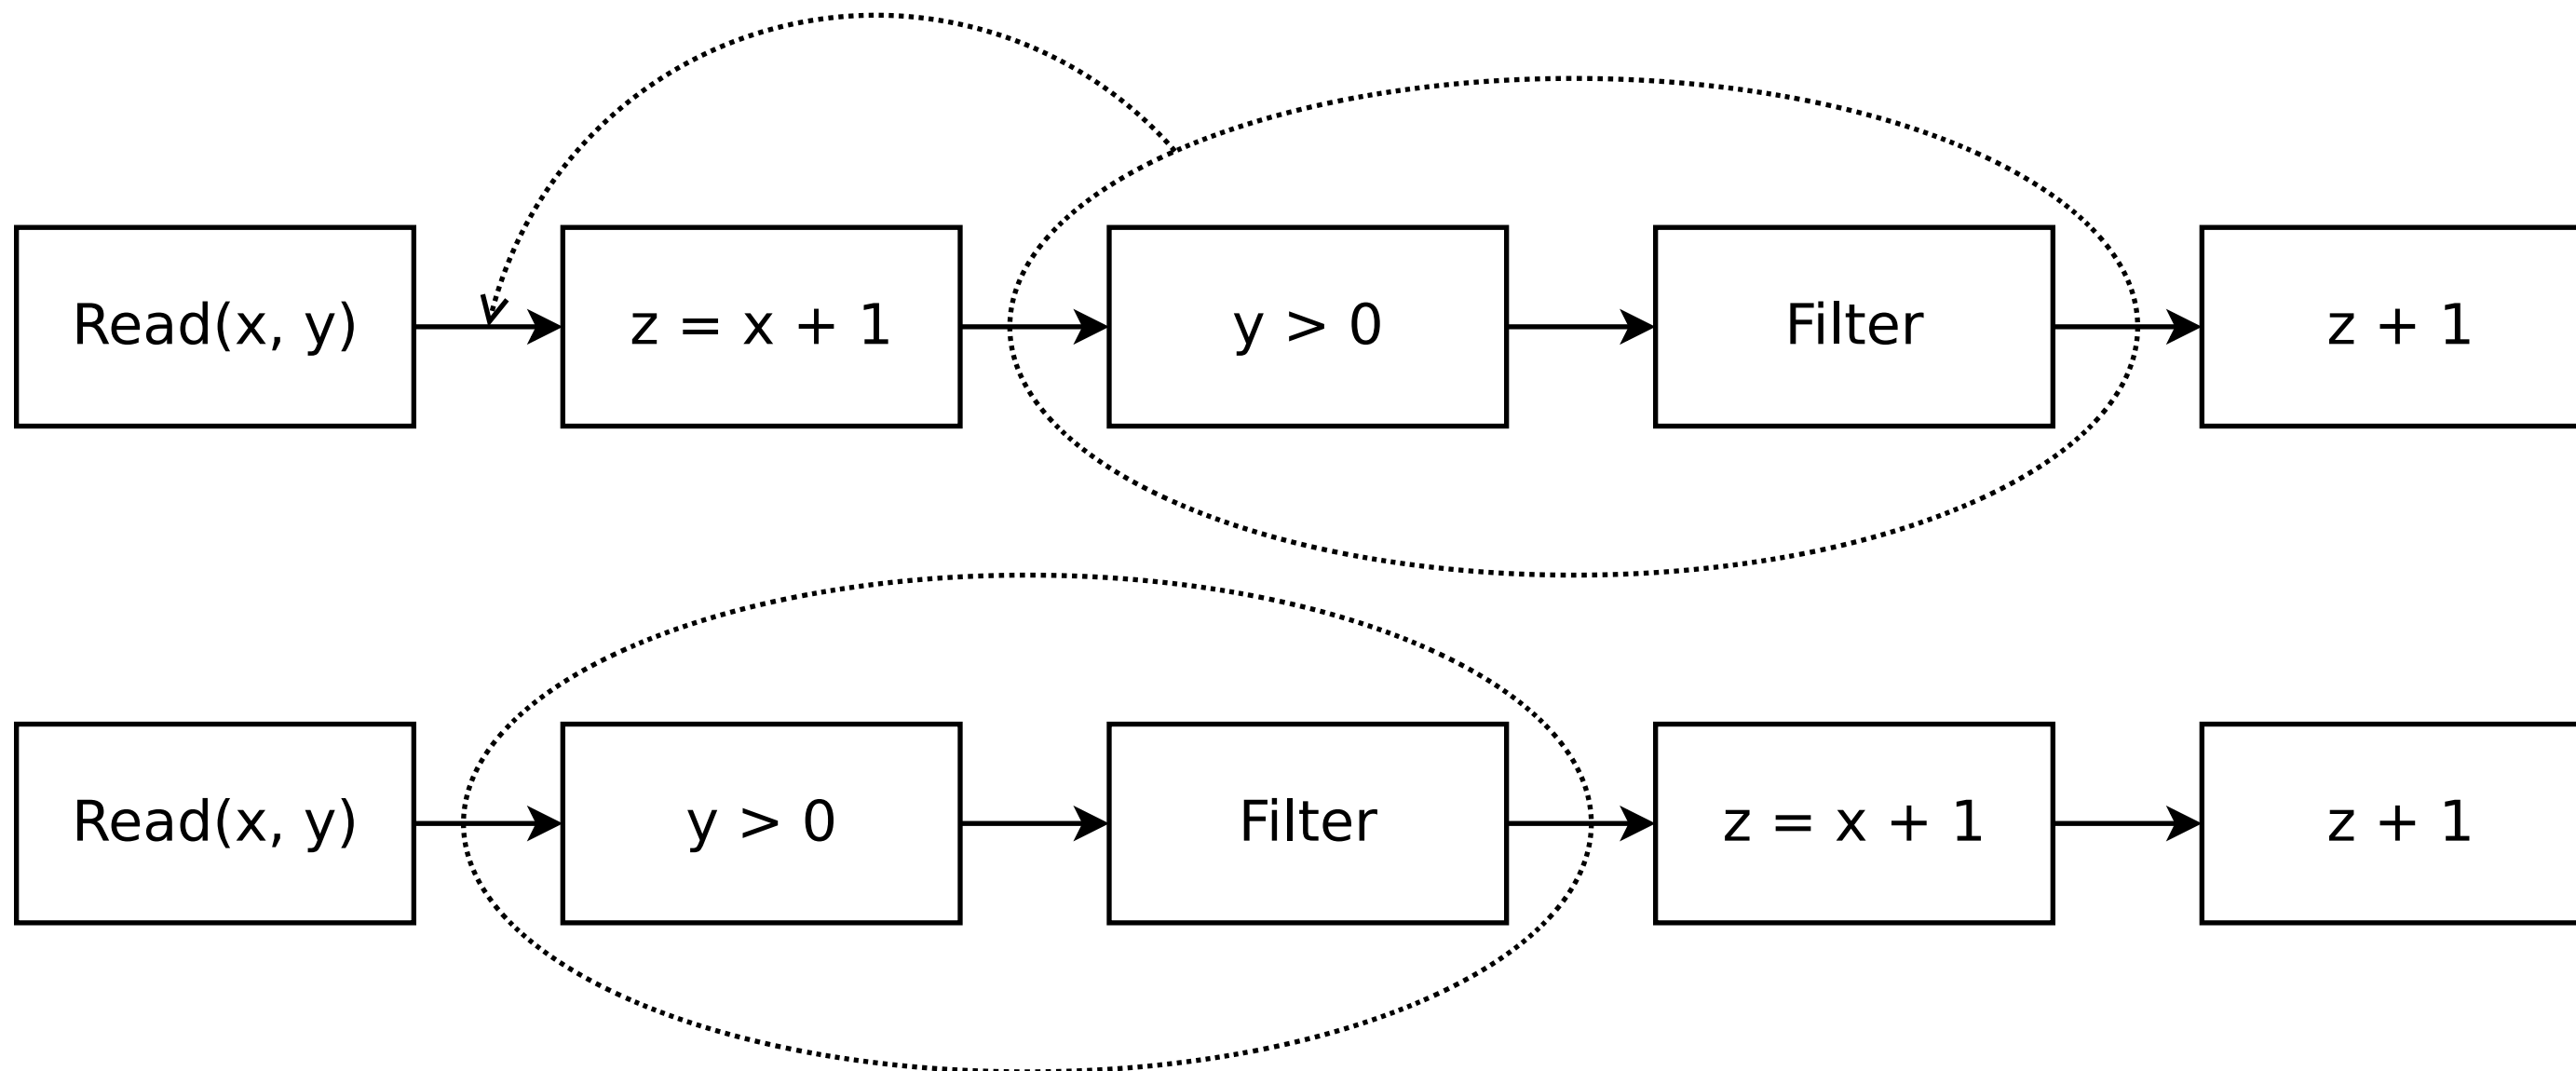 Read(x, y)
z = x + 1
y > 0
Filter
z + 1
Read(x, y)
y > 0
Filter
z = x + 1
z + 1